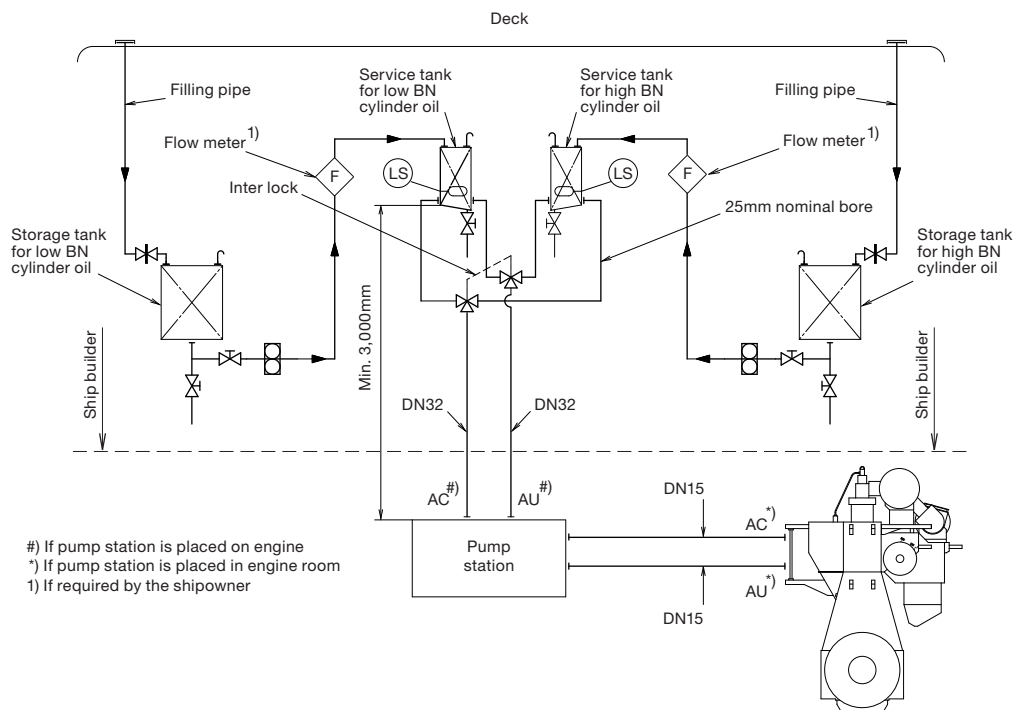 Deck
Filling pipe
Flow meter 1)
Service tank
for low BN
cylinder oil
Service tank
for high BN
cylinder oil
Filling pipe
Flow meter 1)
F
LS
LS
F
Inter lock
25mm nominal bore
Storage tank
for low BN
cylinder oil
Storage tank
for high BN
cylinder oil
Min. 3,000mm
Ship builder
Ship builder
DN32
DN32
AC #)
AU #)
DN15
AC *)
Pump
station
AU *)
DN15
#) If pump station is placed on engine
*) If pump station is placed in engine room
1) If required by the shipowner